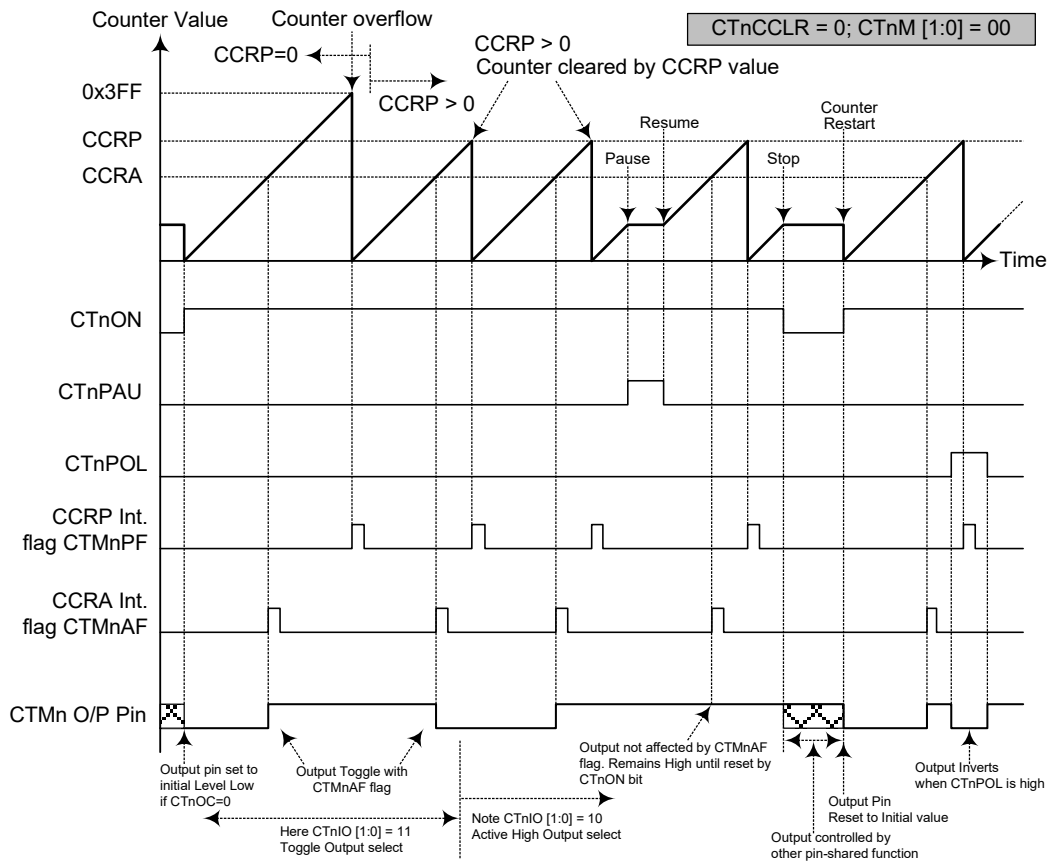 Counter Value
Counter overflow
CTnCCLR = 0; CTnM [1:0] = 00
CCRP=0
CCRP > 0
CCRP > 0
Counter cleared by CCRP value
0x3FF
CCRP
CCRA
Pause
Resume
Stop
Counter
Restart
Time
CTnON
CTnPAU
CTnPOL
CCRP Int.
flag CTMnPF
CCRA Int.
flag CTMnAF
CTMn O/P Pin
Output pin set to
initial Level Low
if CTnOC=0
Output Toggle with
CTMnAF flag
Here CTnIO [1:0] = 11
Toggle Output select
Note CTnIO [1:0] = 10
Active High Output select
Output not affected by CTMnAF
flag. Remains High until reset by
CTnON bit
Output controlled by
other pin-shared function
Output Pin
Reset to Initial value
Output Inverts
when CTnPOL is high